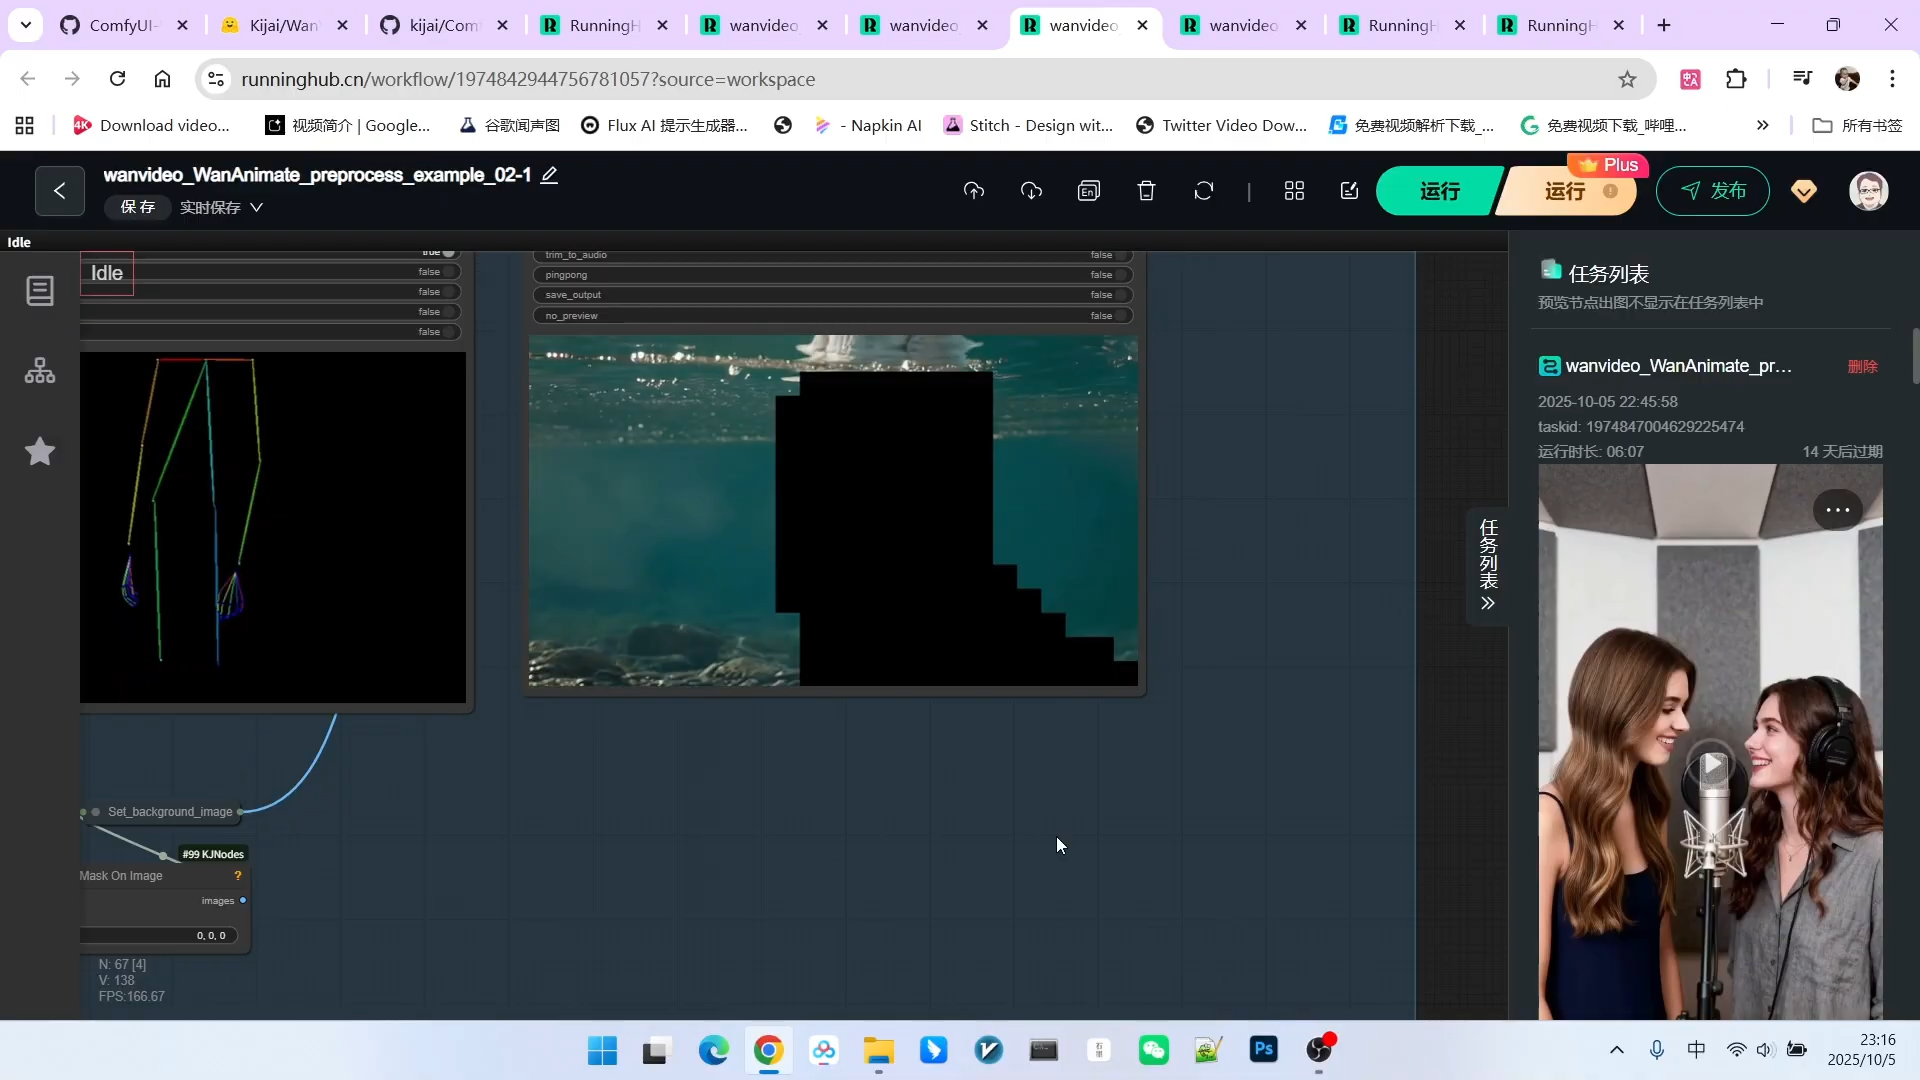 ComfyUI-
Kijai/Wan
kijai/Com
RunningH
wanvideo_
wanvideo_
wanvideo_
wanvideo_
RunningH
RunningH
runninghub.cn/workflow/1974842944756781057?source=workspace
Download video...
视频简介 | Google...
谷歌闻声图
Flux AI 提示生成器...
- Napkin AI
Stitch - Design wit...
Twitter Video Dow...
免费视频解析下载_...
免费视频下载_哔哩...
所有书签
wanvideo_WanAnimate_preprocess_example_02-1
保存
实时保存
En
运行
运行
Plus
发布
Idle
Idle
true
false
false
false
false
trim_to_audio false
pingpong false
save_output false
no_preview false
Set_background_image
#99 KJNodes
Mask On Image ?
images
0, 0, 0
N: 67 [4]
V: 138
FPS:166.67
任务列表
任务列表
预览节点出图不显示在任务列表中
wanvideo_WanAnimate_pr...
删除
2025-10-05 22:45:58
taskid: 1974847004629225474
运行时长: 06:07
14 天后过期
Ps
中
23:16
2025/10/5